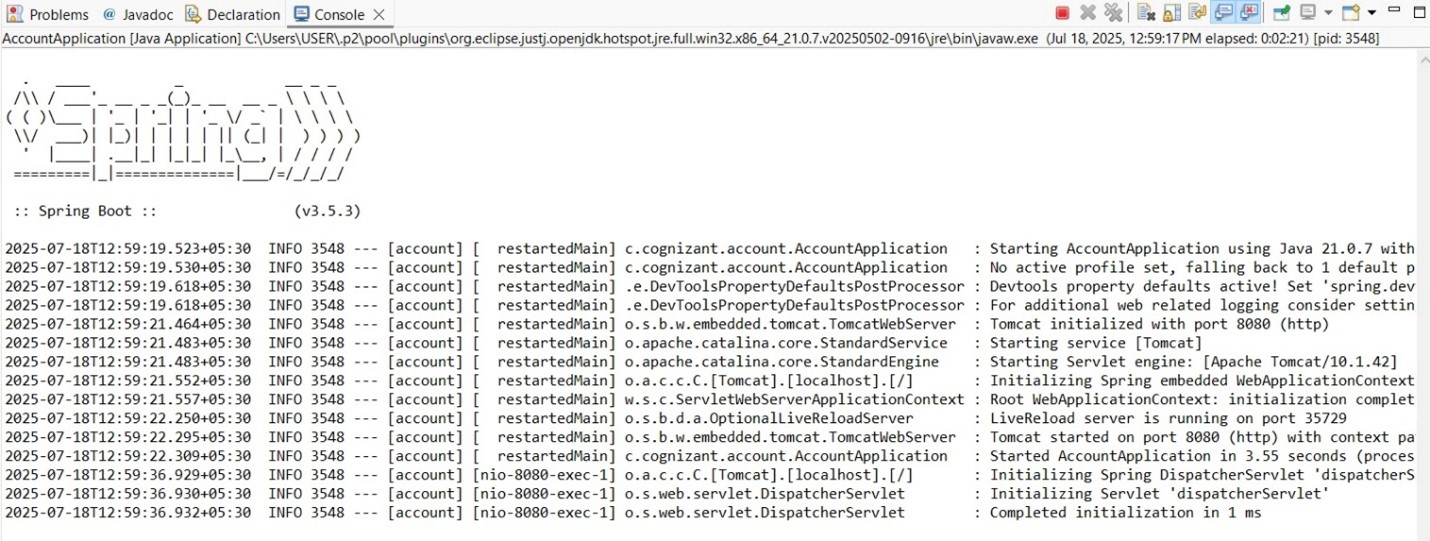 Problems @ Javadoc Declaration Console
AccountApplication [Java Application] C:\Users\USER\.p2\pool\plugins\org.eclipse.justj.openjdk.hotspot.jre.full.win32.x86_64_21.0.7.v20250502-0916\jre\bin\javaw.exe (Jul 18, 2025, 12:59:17 PM elapsed: 0:02:21) [pid: 3548]
Spring
:: Spring Boot :: (v3.5.3)
2025-07-18T12:59:19.523+05:30 INFO 3548 --- [account] [ restartedMain] c.cognizant.account.AccountApplication : Starting AccountApplication using Java 21.0.7 with
2025-07-18T12:59:19.530+05:30 INFO 3548 --- [account] [ restartedMain] c.cognizant.account.AccountApplication : No active profile set, falling back to 1 default p
2025-07-18T12:59:19.618+05:30 INFO 3548 --- [account] [ restartedMain] .e.DevToolsPropertyDefaultsPostProcessor : Devtools property defaults active! Set 'spring.dev
2025-07-18T12:59:19.618+05:30 INFO 3548 --- [account] [ restartedMain] .e.DevToolsPropertyDefaultsPostProcessor : For additional web related logging consider settin
2025-07-18T12:59:21.464+05:30 INFO 3548 --- [account] [ restartedMain] o.s.b.w.embedded.tomcat.TomcatWebServer : Tomcat initialized with port 8080 (http)
2025-07-18T12:59:21.483+05:30 INFO 3548 --- [account] [ restartedMain] o.apache.catalina.core.StandardService : Starting service [Tomcat]
2025-07-18T12:59:21.483+05:30 INFO 3548 --- [account] [ restartedMain] o.apache.catalina.core.StandardEngine : Starting Servlet engine: [Apache Tomcat/10.1.42]
2025-07-18T12:59:21.552+05:30 INFO 3548 --- [account] [ restartedMain] o.a.c.c.C.[Tomcat].[localhost].[/] : Initializing Spring embedded WebApplicationContext
2025-07-18T12:59:21.557+05:30 INFO 3548 --- [account] [ restartedMain] w.s.c.ServletWebServerApplicationContext : Root WebApplicationContext: initialization complet
2025-07-18T12:59:22.250+05:30 INFO 3548 --- [account] [ restartedMain] o.s.b.d.a.OptionalLiveReloadServer : LiveReload server is running on port 35729
2025-07-18T12:59:22.295+05:30 INFO 3548 --- [account] [ restartedMain] o.s.b.w.embedded.tomcat.TomcatWebServer : Tomcat started on port 8080 (http) with context pa
2025-07-18T12:59:22.309+05:30 INFO 3548 --- [account] [ restartedMain] c.cognizant.account.AccountApplication : Started AccountApplication in 3.55 seconds (proces
2025-07-18T12:59:36.929+05:30 INFO 3548 --- [account] [nio-8080-exec-1] o.a.c.c.C.[Tomcat].[localhost].[/] : Initializing Spring DispatcherServlet 'dispatcherS
2025-07-18T12:59:36.930+05:30 INFO 3548 --- [account] [nio-8080-exec-1] o.s.web.servlet.DispatcherServlet : Initializing Servlet 'dispatcherServlet'
2025-07-18T12:59:36.932+05:30 INFO 3548 --- [account] [nio-8080-exec-1] o.s.web.servlet.DispatcherServlet : Completed initialization in 1 ms